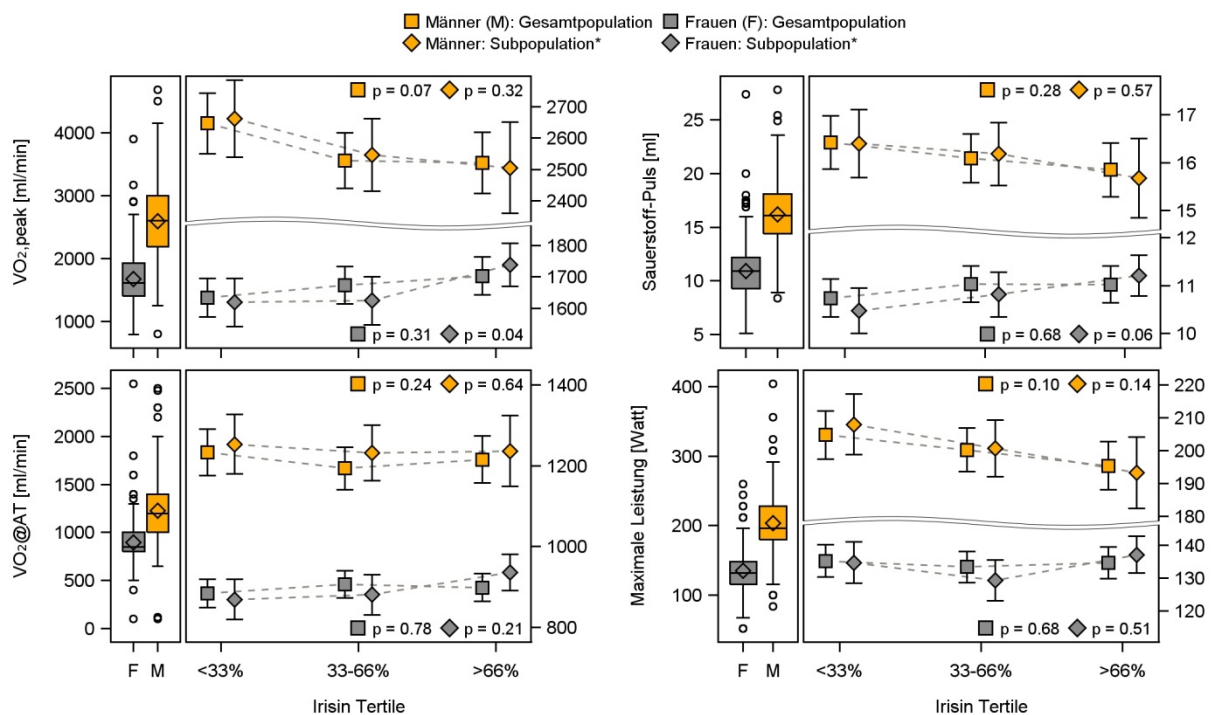 Männer (M): Gesamtpopulation Frauen (F): Gesamtpopulation
Männer: Subpopulation* Frauen: Subpopulation*
VO2,peak [ml/min]
4000
3000
2000
1000
p = 0.07 p = 0.32
2700
2600
2500
2400
1800
1700
1600
p = 0.31 p = 0.04
Sauerstoff-Puls [ml]
25
20
15
10
5
p = 0.28 p = 0.57
17
16
15
12
11
10
p = 0.68 p = 0.06
VO2@AT [ml/min]
2500
2000
1500
1000
500
0
F M
p = 0.24 p = 0.64
1400
1200
1000
800
p = 0.78 p = 0.21
<33% 33-66% >66%
Irisin Tertile
Maximale Leistung [Watt]
400
300
200
100
F M
p = 0.10 p = 0.14
220
210
200
190
180
140
130
120
p = 0.68 p = 0.51
<33% 33-66% >66%
Irisin Tertile